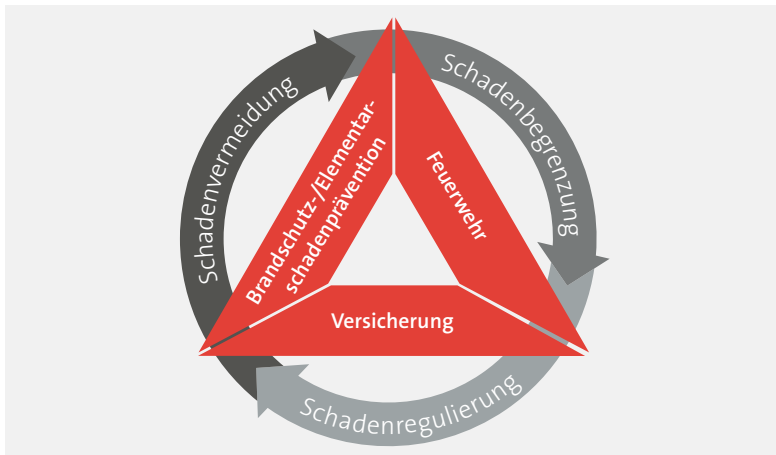 Schadenvermeidung
Schadenbegrenzung
Brandschutz-/Elementar-
schadenprävention
Feuerwehr
Versicherung
Schadenregulierung